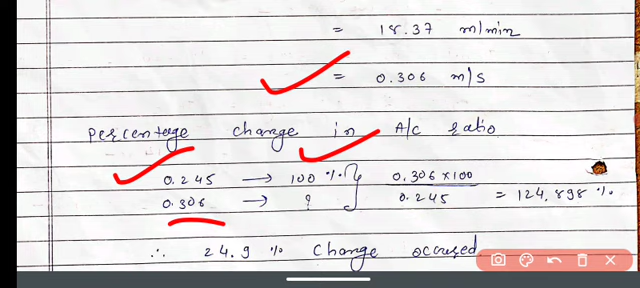 = 18.37 m/min
= 0.306 m/s
percentage change in A/c ratio
0.245 → 100 %. } 0.306 × 100
0.306 → ? 0.245 = 124.898 %.
∴ 24.9 % change occrused